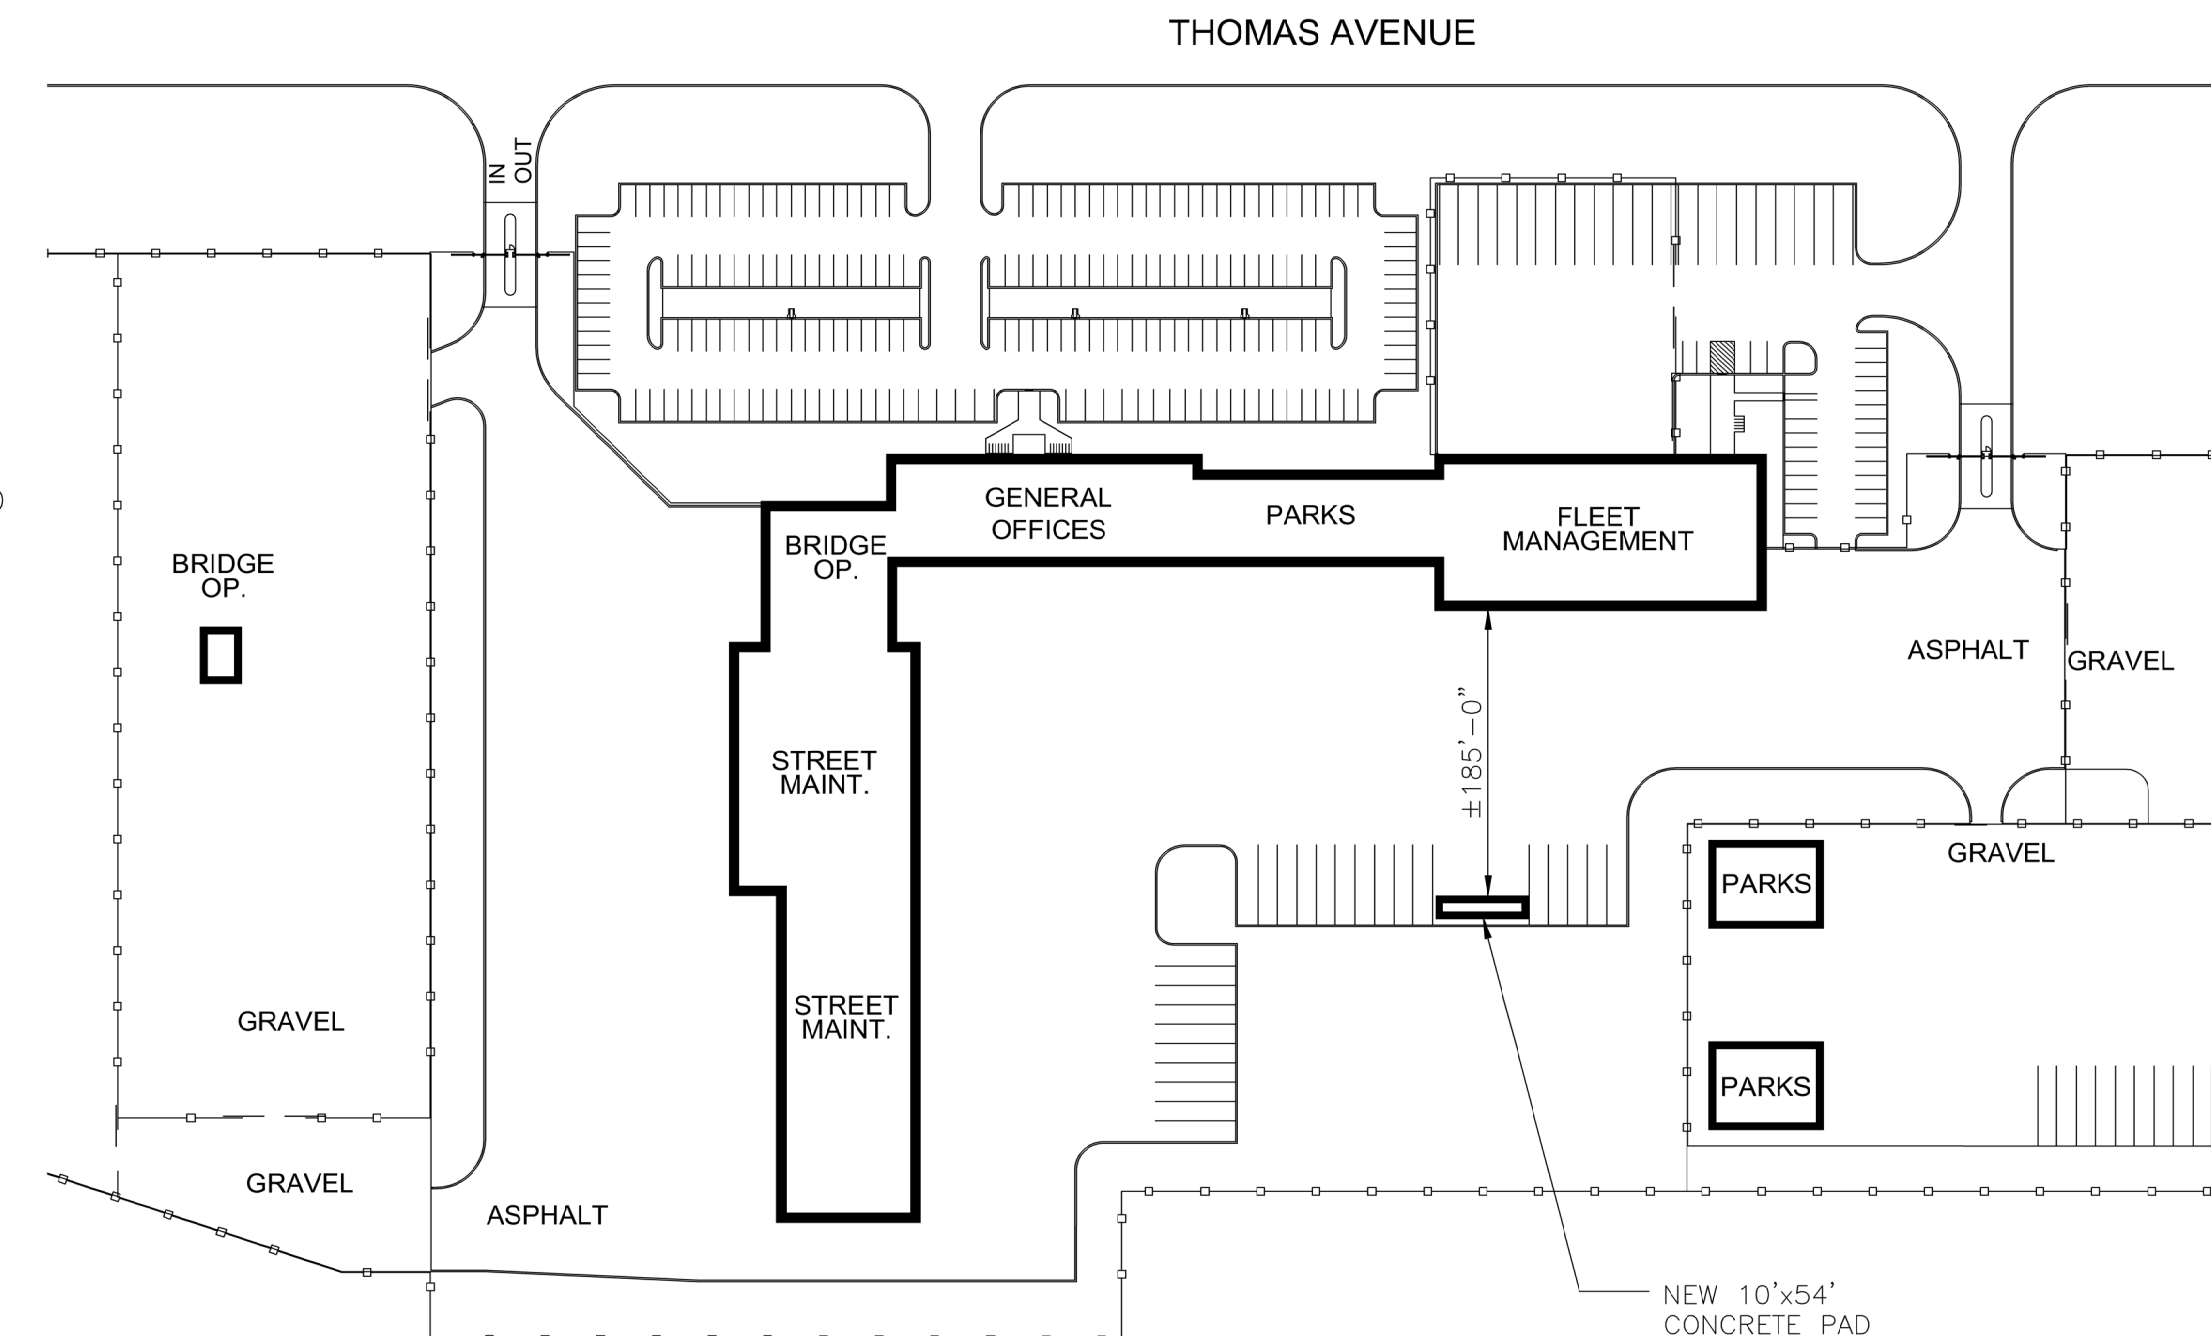 THOMAS AVENUE
IN
OUT
GENERAL
OFFICES
PARKS
FLEET
MANAGEMENT
BRIDGE
OP.
BRIDGE
OP.
ASPHALT
GRAVEL
±185'-0"
STREET
MAINT.
GRAVEL
PARKS
STREET
MAINT.
GRAVEL
PARKS
GRAVEL
ASPHALT
NEW 10'x54'
CONCRETE PAD